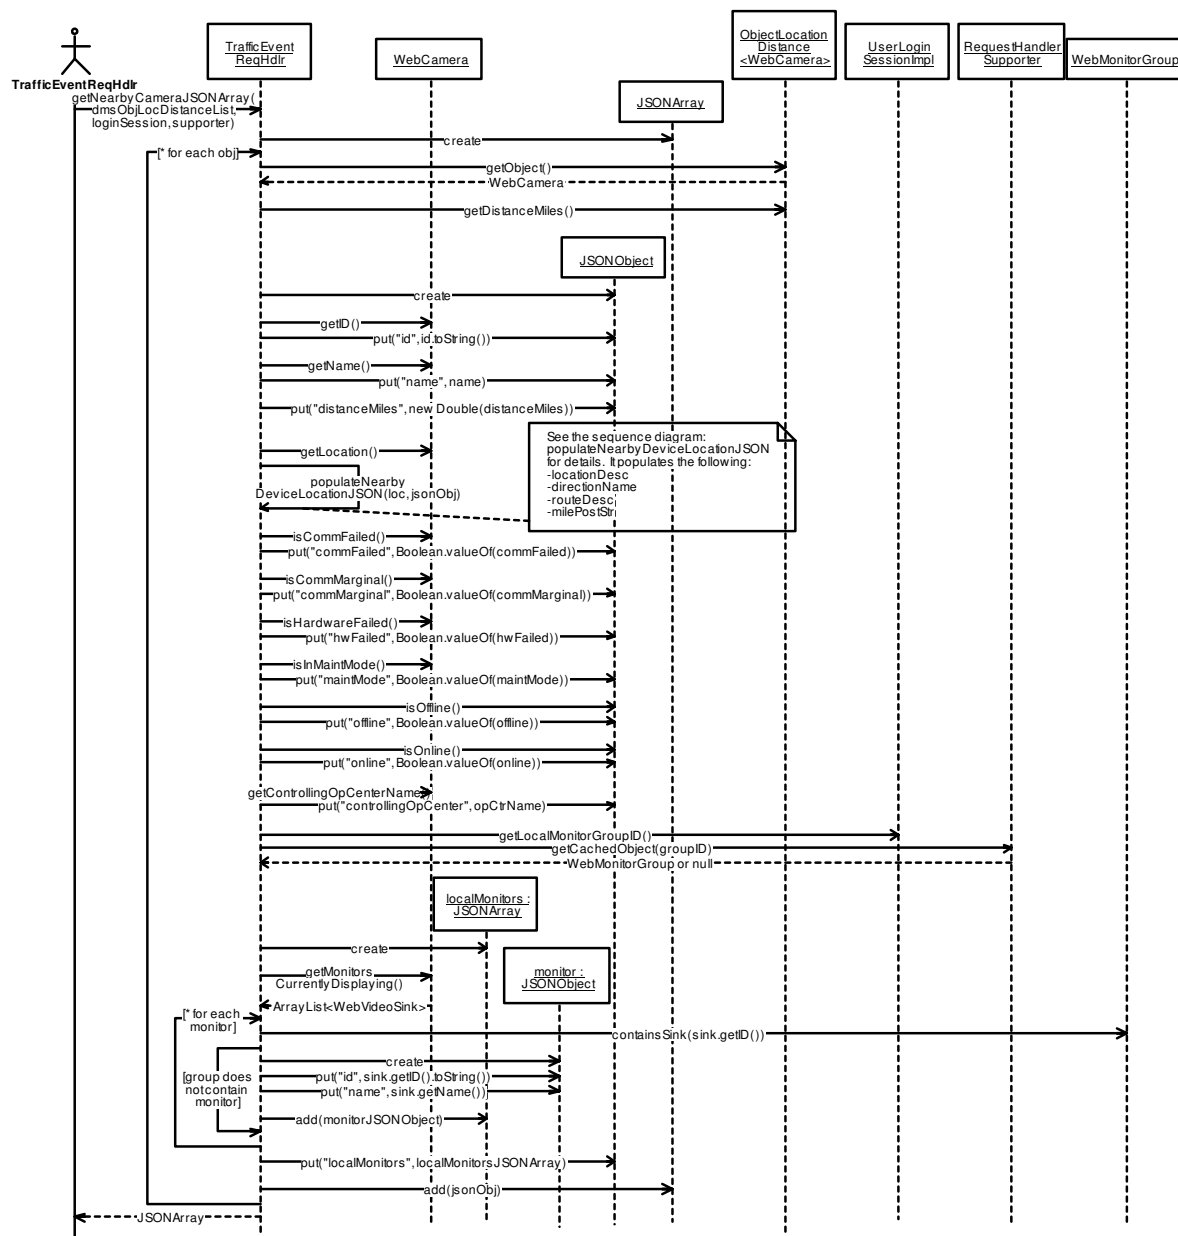 TrafficEvent
ReqHdlr
WebCamera
ObjectLocation
Distance
<WebCamera>
UserLogin
SessionImpl
RequestHandler
Supporter
WebMonitorGroup
TrafficEventReqHdlr
JSONArray
getNearbyCameraJSONArray(
dmsObjLocDistanceList,
loginSession, supporter)
create
[* for each obj]
getObject()
WebCamera
getDistanceMiles()
JSONObject
create
getID()
put("id", id.toString())
getName()
put("name", name)
put("distanceMiles", new Double(distanceMiles))
See the sequence diagram:
populateNearbyDeviceLocationJSON
for details. It populates the following:
-locationDesc
-directionName
-routeDesc
-milePostStr
getLocation()
populateNearby
DeviceLocationJSON(loc, jsonObj)
isCommFailed()
put("commFailed", Boolean.valueOf(commFailed))
isCommMarginal()
put("commMarginal", Boolean.valueOf(commMarginal))
isHardwareFailed()
put("hwFailed", Boolean.valueOf(hwFailed))
isInMaintMode()
put("maintMode", Boolean.valueOf(maintMode))
isOffline()
put("offline", Boolean.valueOf(offline))
isOnline()
put("online", Boolean.valueOf(online))
getControllingOpCenterName()
put("controllingOpCenter", opCtrName)
getLocalMonitorGroupID()
getCachedObject(groupID)
WebMonitorGroup or null
localMonitors :
JSONArray
create
monitor :
JSONObject
getMonitors
CurrentlyDisplaying()
ArrayList<WebVideoSink>
[* for each
monitor]
containsSink(sink.getID())
create
[group does
not contain
monitor]
put("id", sink.getID().toString())
put("name", sink.getName())
add(monitorJSONObject)
put("localMonitors", localMonitorsJSONArray)
add(jsonObj)
JSONArray